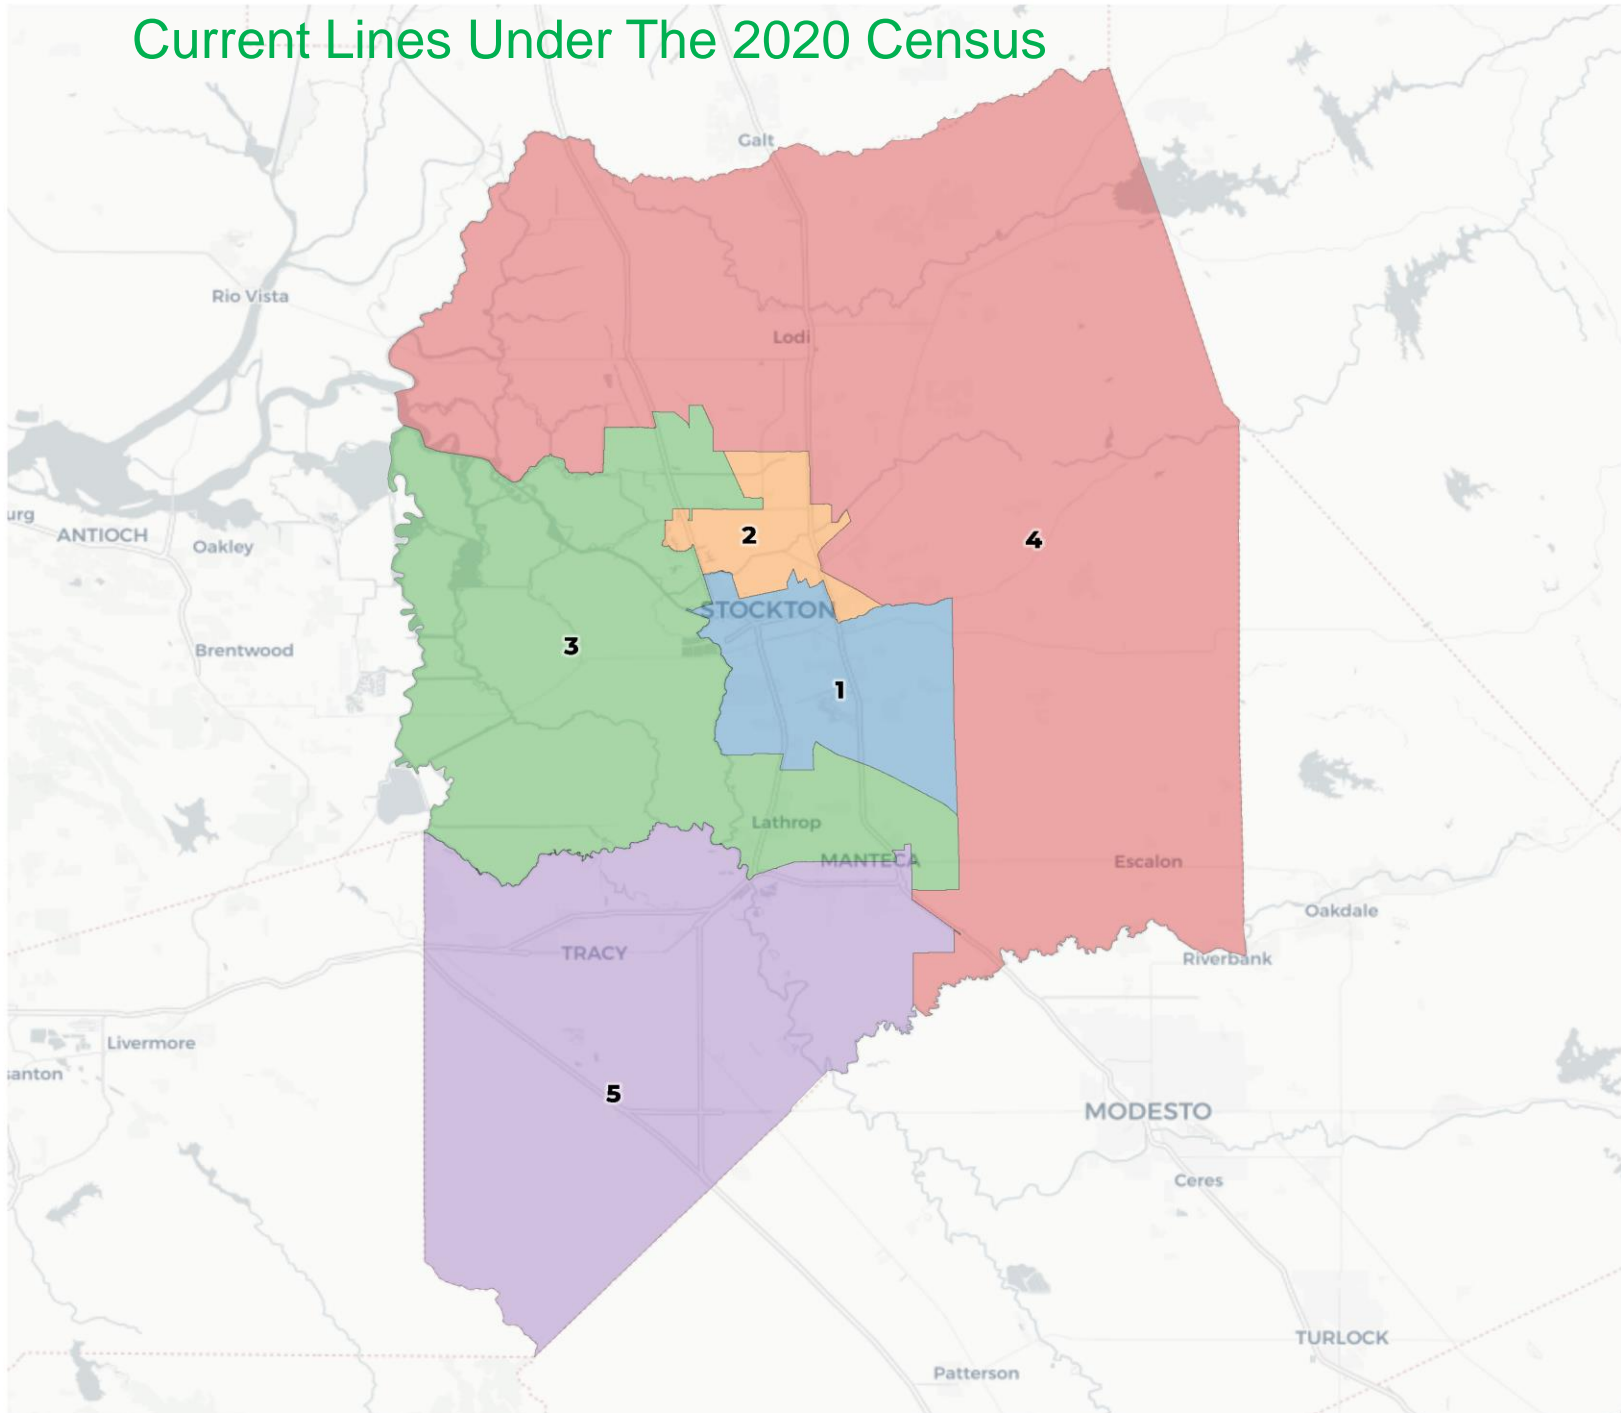 Current Lines Under The 2020 Census
Galt
Rio Vista
Lodi
urg
ANTIOCH
Oakley
2
4
STOCKTON
3
Brentwood
1
Lathrop
MANTECA
Escalon
Oakdale
TRACY
Riverbank
Livermore
santon
5
MODESTO
Ceres
TURLOCK
Patterson